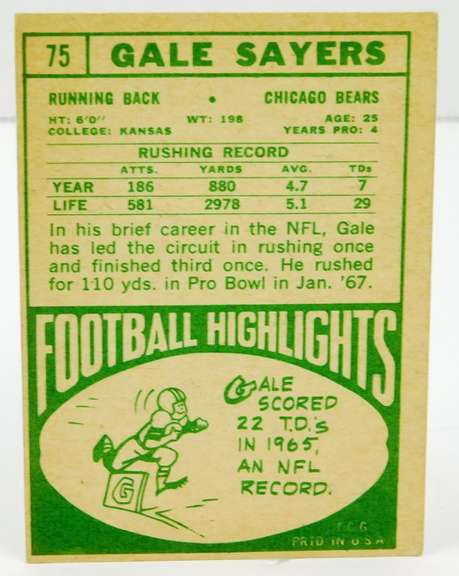 75 GALE SAYERS
RUNNING BACK • CHICAGO BEARS
HT: 6'0" WT: 198 AGE: 25
COLLEGE: KANSAS YEARS PRO: 4
RUSHING RECORD
ATTS. YARDS AVG. TDs
YEAR 186 880 4.7 7
LIFE 581 2978 5.1 29
In his brief career in the NFL, Gale
has led the circuit in rushing once
and finished third once. He rushed
for 110 yds. in Pro Bowl in Jan. '67.
FOOTBALL HIGHLIGHTS
GALE
SCORED
22 T.D.'s
IN 1965,
AN NFL
RECORD.
G
T.C.G.
PRTD IN U.S.A.